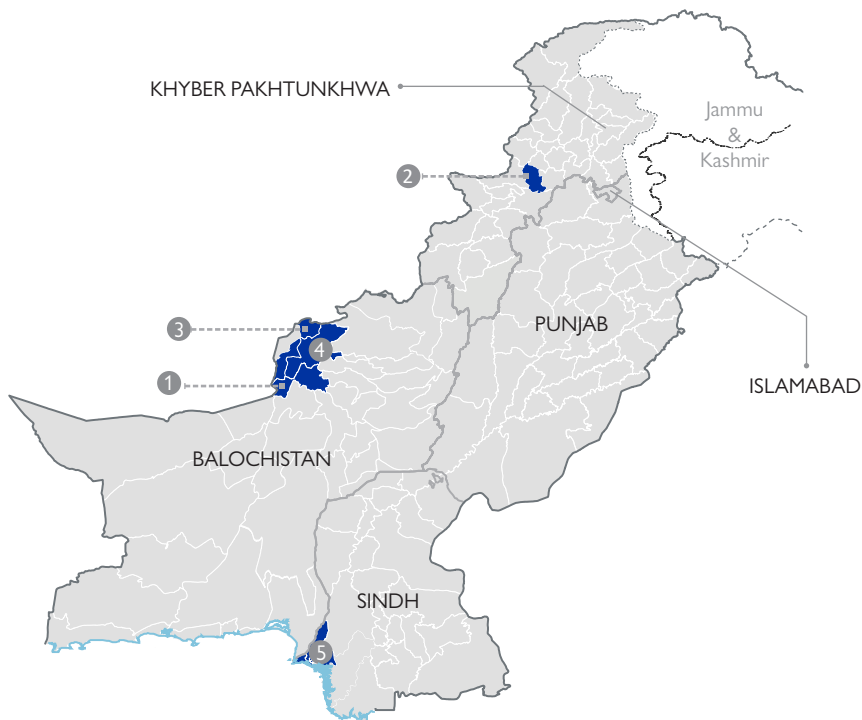 KHYBER PAKHTUNKHWA
Jammu
&
Kashmir
2
3
PUNJAB
4
1
ISLAMABAD
BALOCHISTAN
SINDH
5